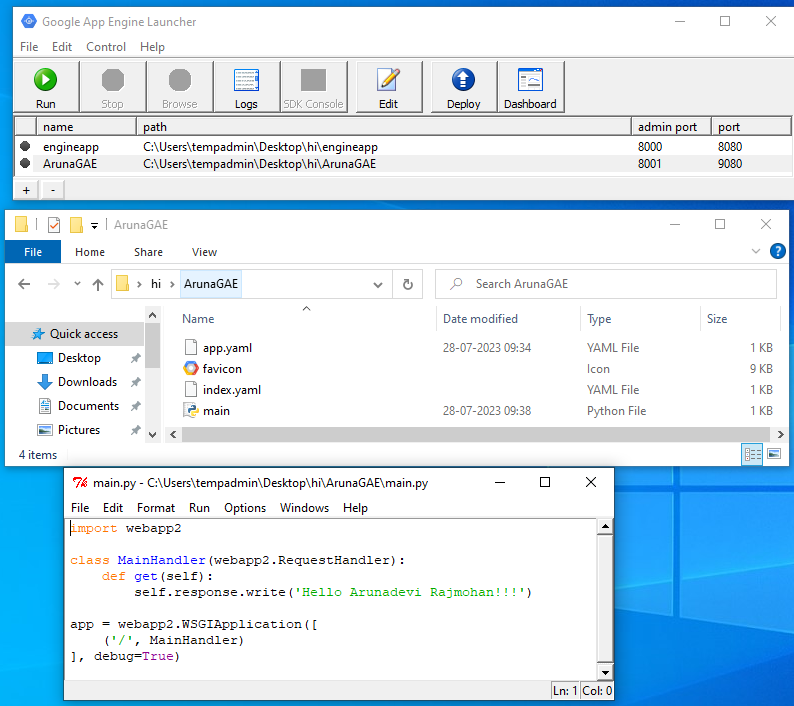 Google App Engine Launcher
File Edit Control Help
Run Stop Browse Logs SDK Console Edit Deploy Dashboard
name path admin port port
engineapp C:\Users\tempadmin\Desktop\hi\engineapp 8000 8080
ArunaGAE C:\Users\tempadmin\Desktop\hi\ArunaGAE 8001 9080
+ -
ArunaGAE
File Home Share View
hi ArunaGAE Search ArunaGAE
Name Date modified Type Size
Quick access
Desktop
Downloads
Documents
Pictures
app.yaml 28-07-2023 09:34 YAML File 1 KB
favicon Icon 9 KB
index.yaml YAML File 1 KB
main 28-07-2023 09:38 Python File 1 KB
4 items
main.py - C:\Users\tempadmin\Desktop\hi\ArunaGAE\main.py
File Edit Format Run Options Windows Help
import webapp2
class MainHandler(webapp2.RequestHandler):
    def get(self):
        self.response.write('Hello Arunadevi Rajmohan!!!')
app = webapp2.WSGIApplication([
    ('/', MainHandler)
], debug=True)
Ln: 1 Col: 0